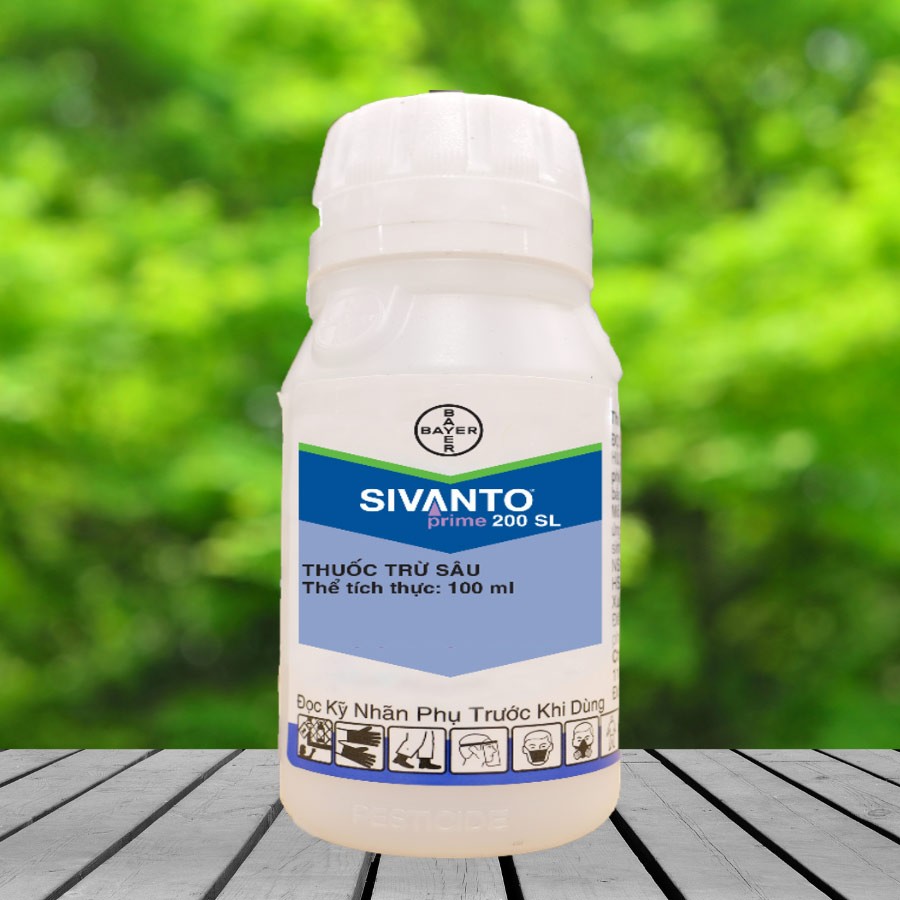 BAYER
BAYER
SIVANTO
prime 200 SL
THUỐC TRỪ SÂU
Thể tích thực: 100 ml
Đọc Kỹ Nhãn Phụ Trước Khi Dùng
PESTICIDE